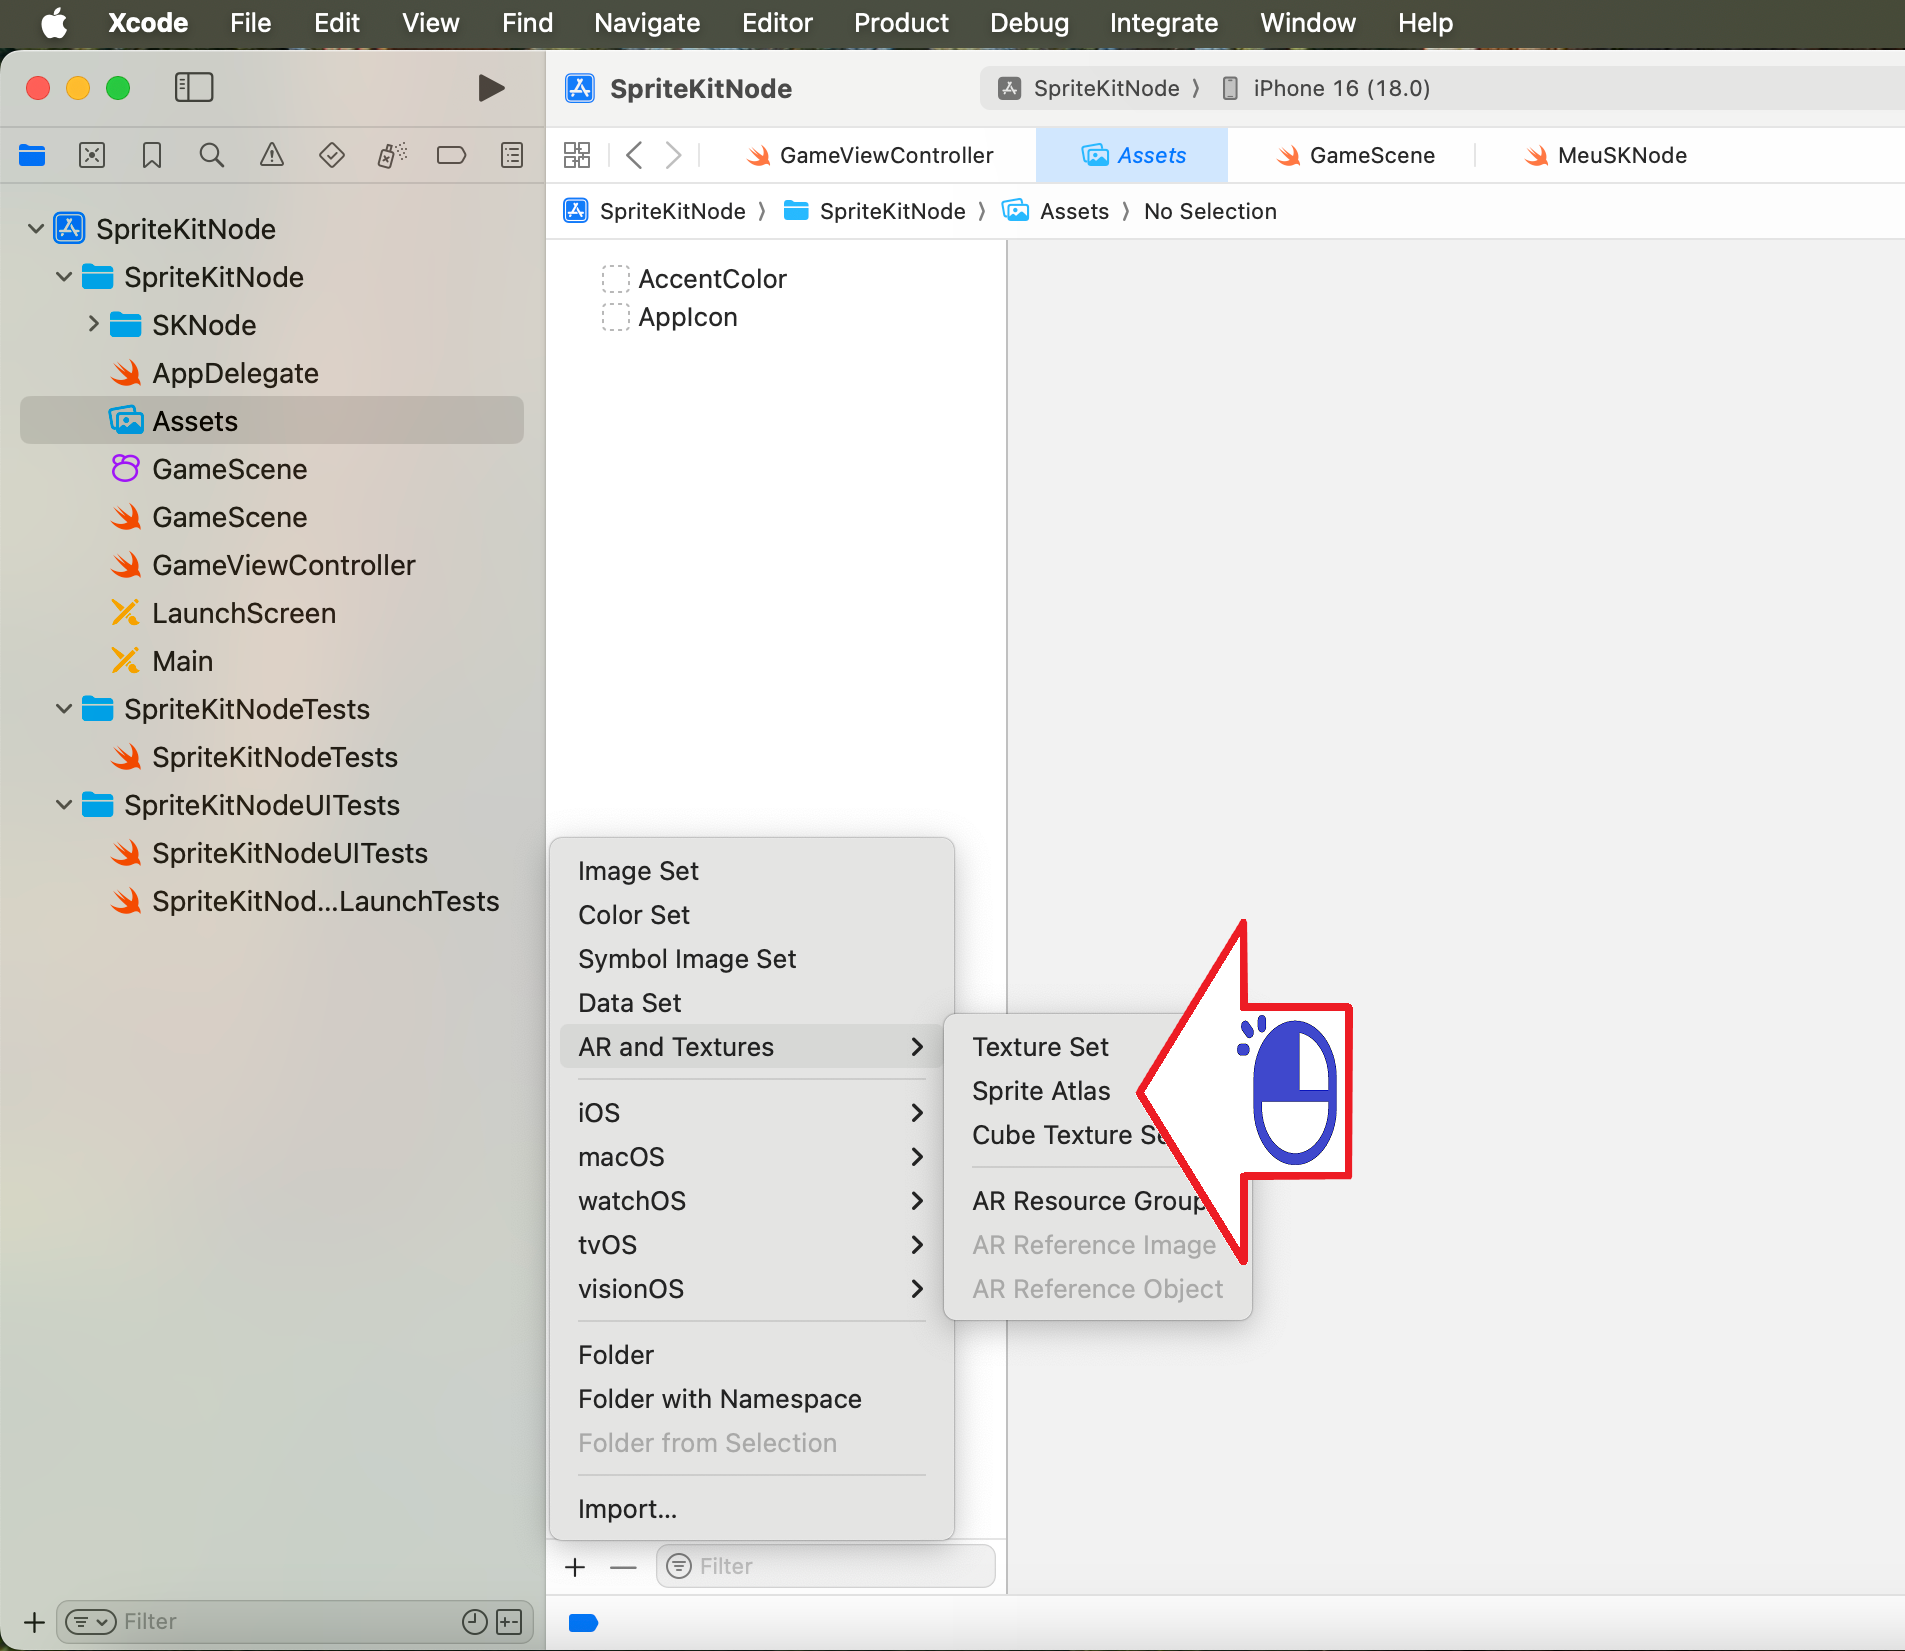 Xcode File Edit View Find Navigate Editor Product Debug Integrate Window Help
SpriteKitNode
SpriteKitNode 〉 iPhone 16 (18.0)
GameViewController Assets GameScene MeuSKNode
SpriteKitNode 〉 SpriteKitNode 〉 Assets 〉 No Selection
SpriteKitNode
SpriteKitNode
SKNode
AppDelegate
Assets
GameScene
GameScene
GameViewController
LaunchScreen
Main
SpriteKitNodeTests
SpriteKitNodeTests
SpriteKitNodeUITests
SpriteKitNodeUITests
SpriteKitNod...LaunchTests
Filter
AccentColor
AppIcon
Image Set
Color Set
Symbol Image Set
Data Set
AR and Textures
iOS
macOS
watchOS
tvOS
visionOS
Folder
Folder with Namespace
Folder from Selection
Import...
Texture Set
Sprite Atlas
Cube Texture Se
AR Resource Group
AR Reference Image
AR Reference Object
Filter